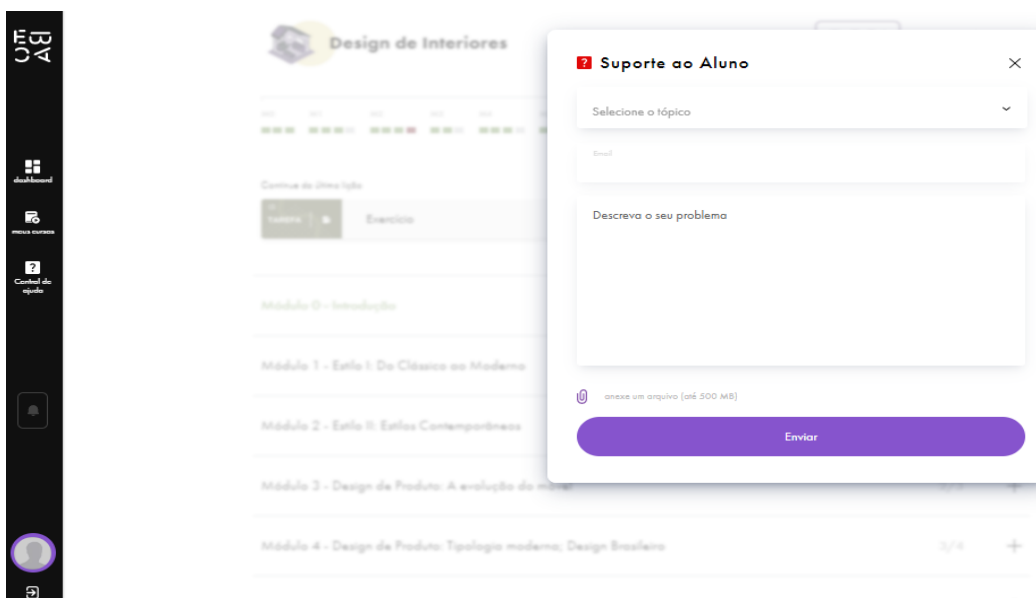 EBAC
dashboard
meus cursos
Central de
ajuda
Design de Interiores
Continue da última lição
Exercício
Módulo 0 - Introdução
Módulo 1 - Estilo I: Do Clássico ao Moderno
Módulo 2 - Estilo II: Estilos Contemporâneos
Módulo 3 - Design de Produto: A evolução do móvel
Módulo 4 - Design de Produto: Tipologia moderna; Design Brasileiro
3/4
Suporte ao Aluno
Selecione o tópico
Email
Descreva o seu problema
anexe um arquivo (até 500 MB)
Enviar